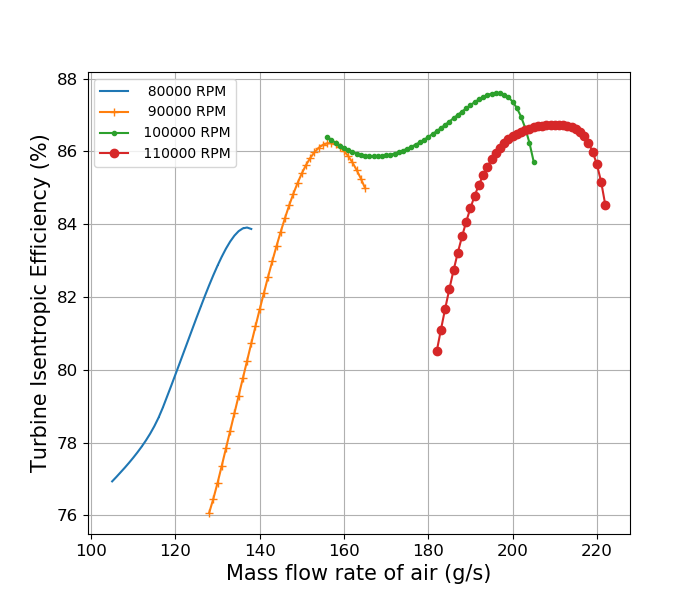 80000 RPM
90000 RPM
100000 RPM
110000 RPM
Turbine Isentropic Efficiency (%)
88
86
84
82
80
78
76
100 120 140 160 180 200 220
Mass flow rate of air (g/s)